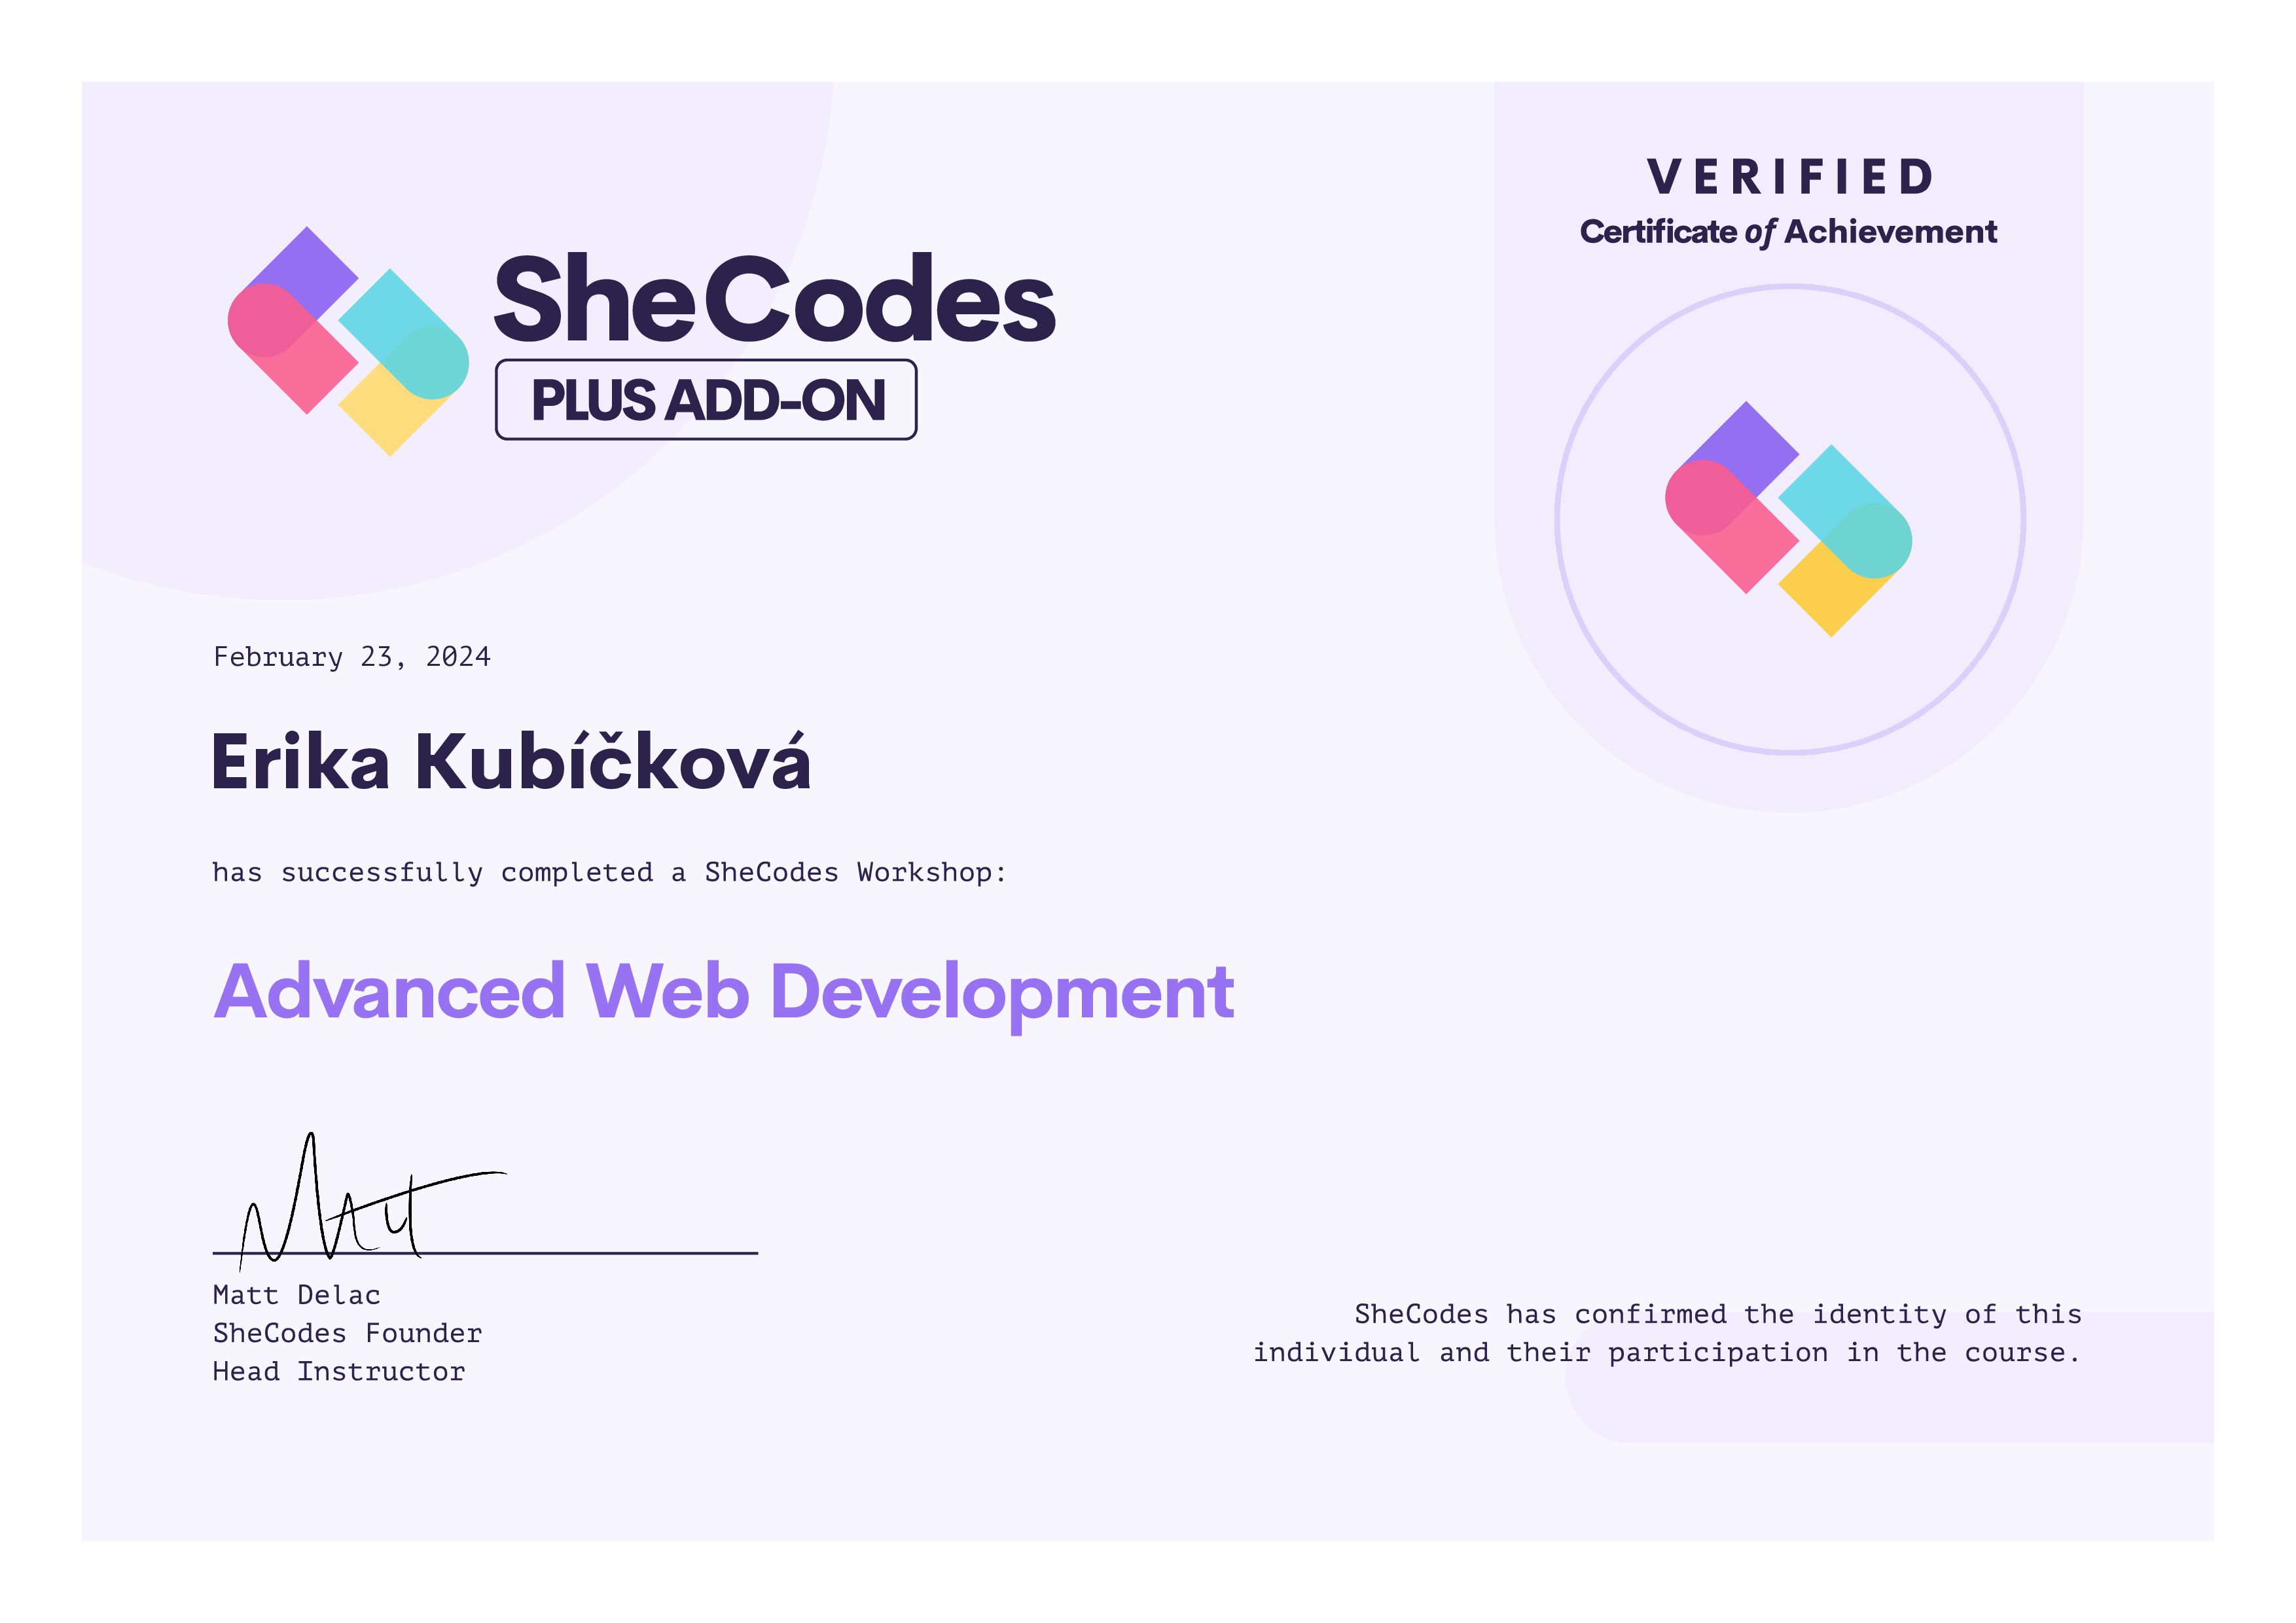 SheCodes
PLUS ADD-ON
VERIFIED
Certificate of Achievement
February 23, 2024
Erika Kubíčková
has successfully completed a SheCodes Workshop:
Advanced Web Development
Matt
Matt Delac
SheCodes Founder
Head Instructor
SheCodes has confirmed the identity of this
individual and their participation in the course.